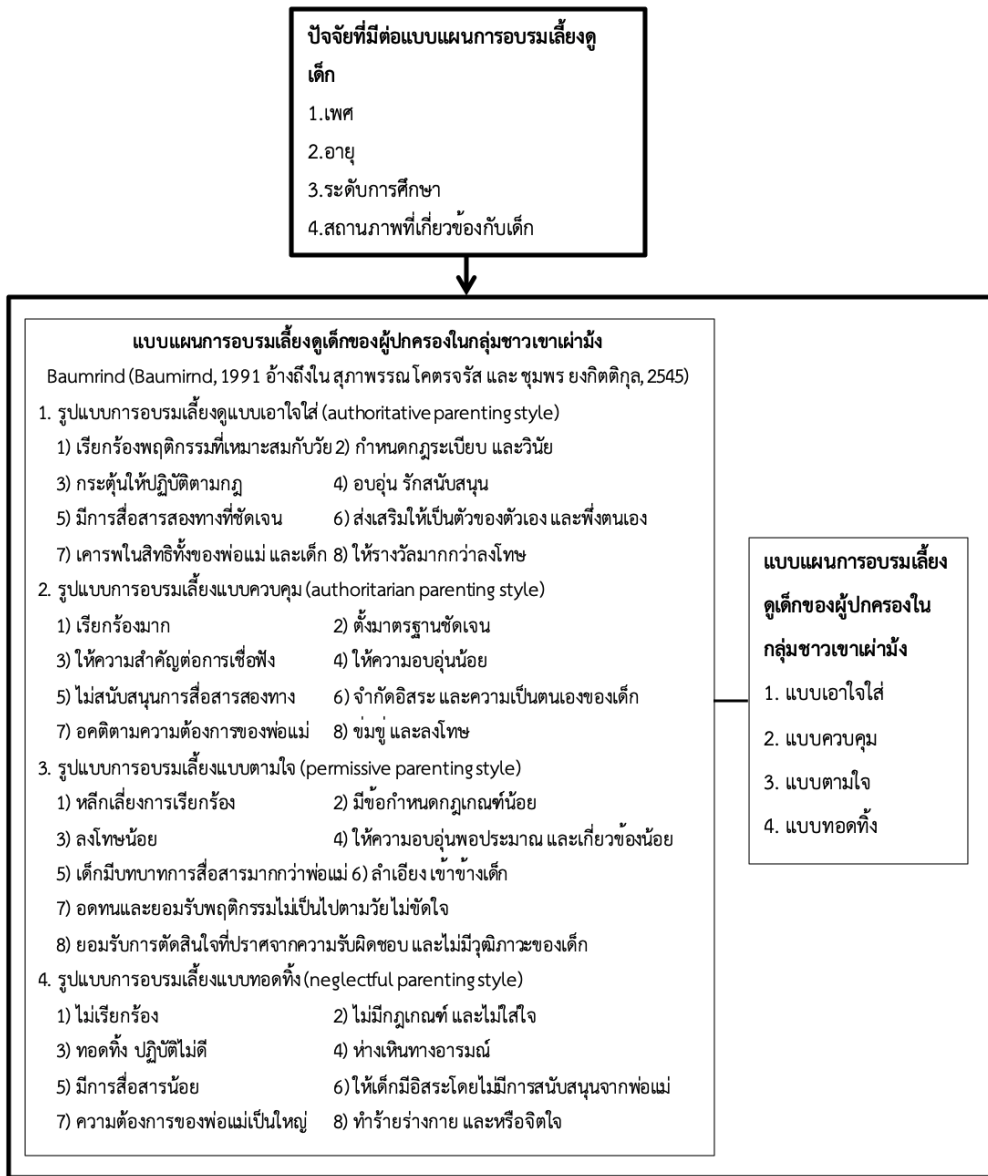 ปัจจัยที่มีต่อแบบแผนการอบรมเลี้ยงดู
เด็ก
1.เพศ
2.อายุ
3.ระดับการศึกษา
4.สถานภาพที่เกี่ยวข้องกับเด็ก
แบบแผนการอบรมเลี้ยงดูเด็กของผู้ปกครองในกลุ่มชาวเขาเผ่าม้ง
Baumrind (Baumirnd, 1991 อ้างถึงใน สุภาพรรณ โคตรจรัส และ ชุมพร ยงกิตติกุล, 2545)
1. รูปแบบการอบรมเลี้ยงดูแบบเอาใจใส่ (authoritative parenting style)
1) เรียกร้องพฤติกรรมที่เหมาะสมกับวัย 2) กำหนดกฎระเบียบ และวินัย
3) กระตุ้นให้ปฏิบัติตามกฎ 4) อบอุ่น รักสนับสนุน
5) มีการสื่อสารสองทางที่ชัดเจน 6) ส่งเสริมให้เป็นตัวของตัวเอง และพึ่งตนเอง
7) เคารพในสิทธิทั้งของพ่อแม่ และเด็ก 8) ให้รางวัลมากกว่าลงโทษ
2. รูปแบบการอบรมเลี้ยงแบบควบคุม (authoritarian parenting style)
1) เรียกร้องมาก 2) ตั้งมาตรฐานชัดเจน
3) ให้ความสำคัญต่อการเชื่อฟัง 4) ให้ความอบอุ่นน้อย
5) ไม่สนับสนุนการสื่อสารสองทาง 6) จำกัดอิสระ และความเป็นตนเองของเด็ก
7) อคติตามความต้องการของพ่อแม่ 8) ข่มขู่ และลงโทษ
3. รูปแบบการอบรมเลี้ยงแบบตามใจ (permissive parenting style)
1) หลีกเลี่ยงการเรียกร้อง 2) มีข้อกำหนดกฎเกณฑ์น้อย
3) ลงโทษน้อย 4) ให้ความอบอุ่นพอประมาณ และเกี่ยวข้องน้อย
5) เด็กมีบทบาทการสื่อสารมากกว่าพ่อแม่ 6) ลำเอียง เข้าข้างเด็ก
7) อดทนและยอมรับพฤติกรรมไม่เป็นไปตามวัย ไม่ขัดใจ
8) ยอมรับการตัดสินใจที่ปราศจากความรับผิดชอบ และไม่มีวุฒิภาวะของเด็ก
4. รูปแบบการอบรมเลี้ยงแบบทอดทิ้ง (neglectful parenting style)
1) ไม่เรียกร้อง 2) ไม่มีกฎเกณฑ์ และไม่ใส่ใจ
3) ทอดทิ้ง ปฏิบัติไม่ดี 4) ห่างเหินทางอารมณ์
5) มีการสื่อสารน้อย 6) ให้เด็กมีอิสระโดยไม่มีการสนับสนุนจากพ่อแม่
7) ความต้องการของพ่อแม่เป็นใหญ่ 8) ทำร้ายร่างกาย และหรือจิตใจ
แบบแผนการอบรมเลี้ยง
ดูเด็กของผู้ปกครองใน
กลุ่มชาวเขาเผ่าม้ง
1. แบบเอาใจใส่
2. แบบควบคุม
3. แบบตามใจ
4. แบบทอดทิ้ง